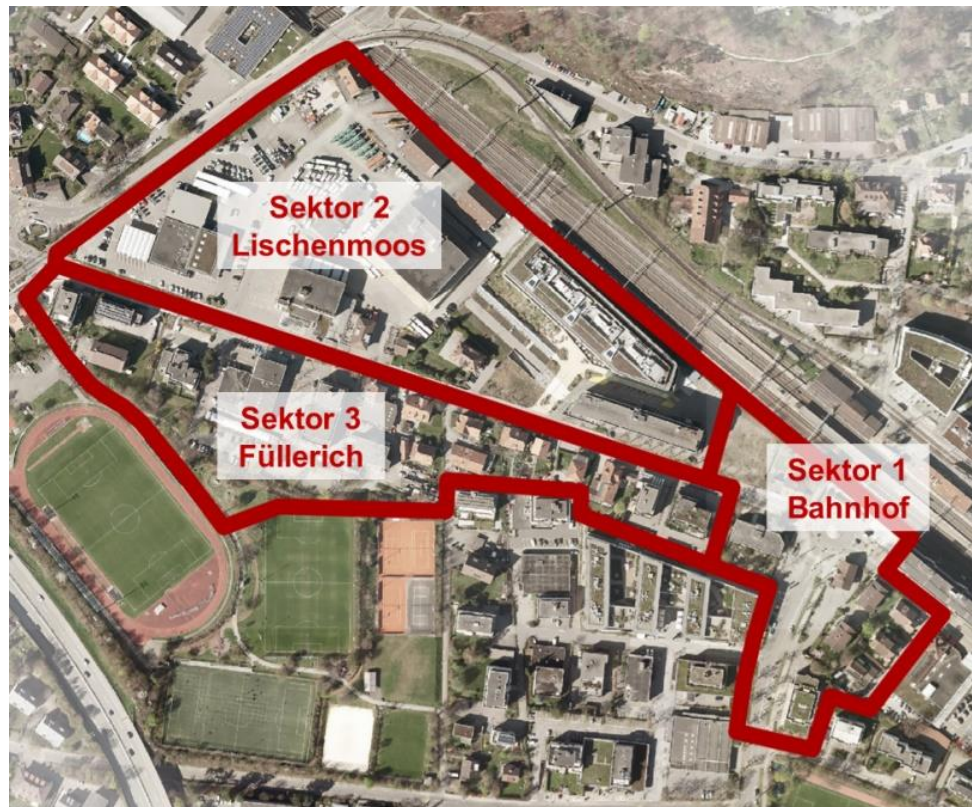 Sektor 2
Lischenmoos
Sektor 3
Füllerich
Sektor 1
Bahnhof